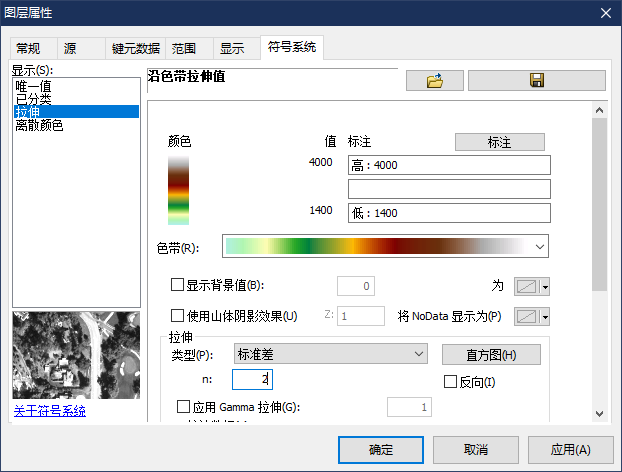 图层属性
常规 源 键元数据 范围 显示 符号系统
显示(S):
唯一值
已分类
拉伸
离散颜色
关于符号系统
沿色带拉伸值
颜色 值 标注 标注
4000 高 : 4000
1400 低 : 1400
色带(R):
显示背景值(B): 0 为
使用山体阴影效果(U) Z: 1 将 NoData 显示为(P)
拉伸
类型(P): 标准差 直方图(H)
n: 2 反向(I)
应用 Gamma 拉伸(G): 1
确定 取消 应用(A)